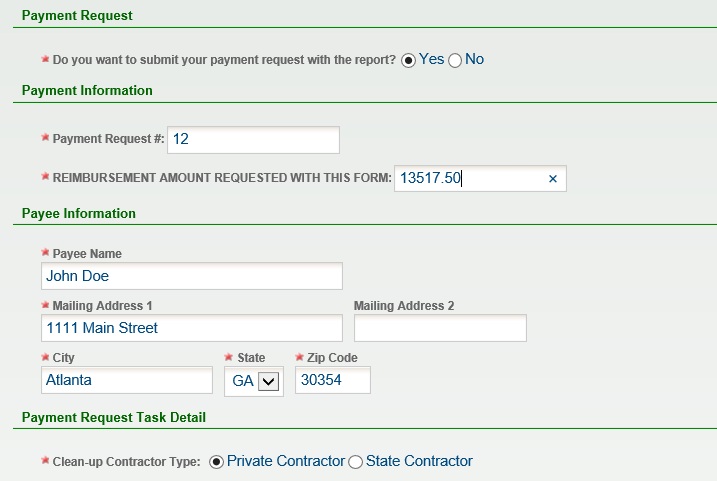 Payment Request
* Do you want to submit your payment request with the report? Yes No
Payment Information
* Payment Request #: 12
* REIMBURSEMENT AMOUNT REQUESTED WITH THIS FORM: 13517.50 ×
Payee Information
* Payee Name
John Doe
* Mailing Address 1 Mailing Address 2
1111 Main Street
* City * State * Zip Code
Atlanta GA 30354
Payment Request Task Detail
* Clean-up Contractor Type: Private Contractor State Contractor